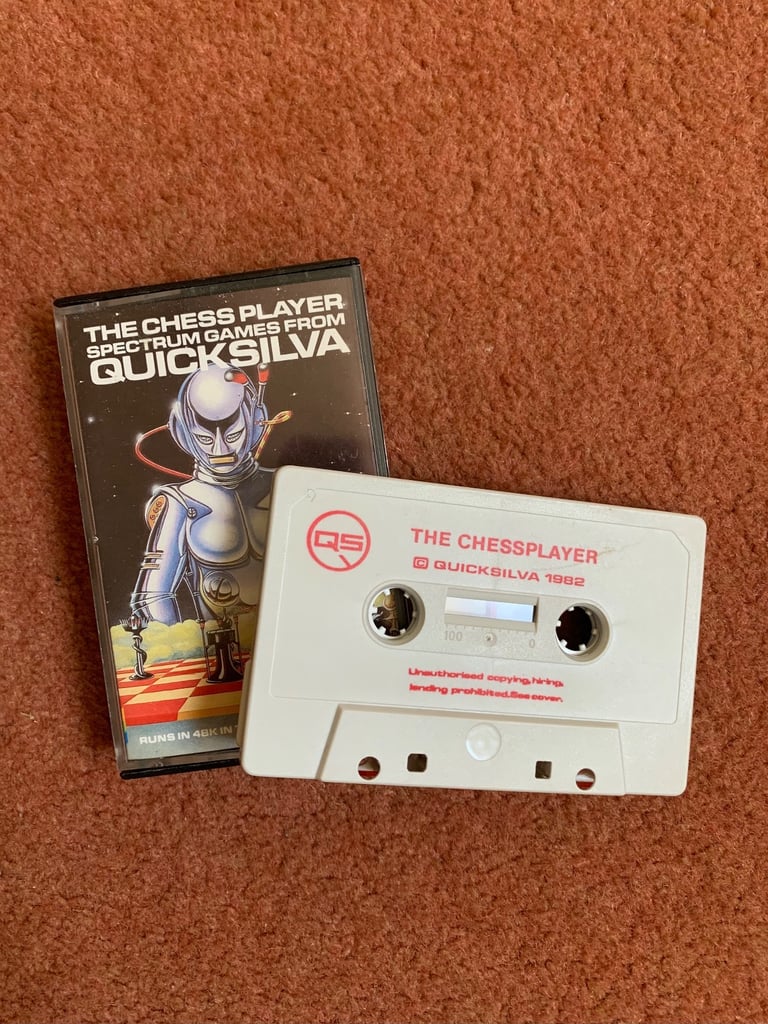 THE CHESS PLAYER
SPECTRUM GAMES FROM
QUICKSILVA
RUNS IN 48K IN
QS
THE CHESSPLAYER
© QUICKSILVA 1982
100 0
Unauthorised copying, hiring,
lending prohibited. See cover.